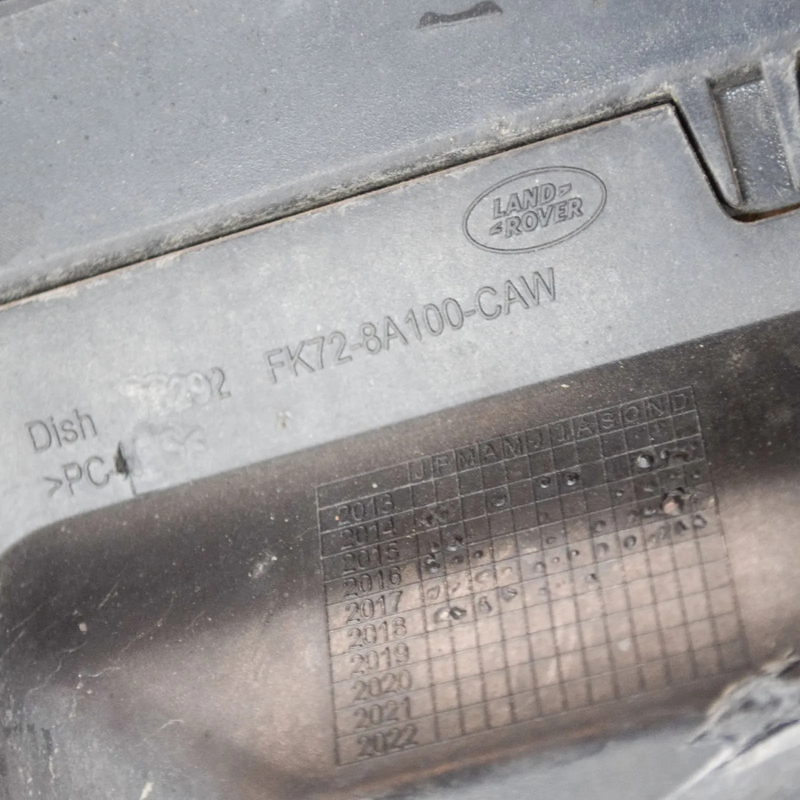 LAND
ROVER
FK72-8A100-CAW
Dish
>PC
J F M A M J J A S O N D
2013
2014
2015
2016
2017
2018
2019
2020
2021
2022